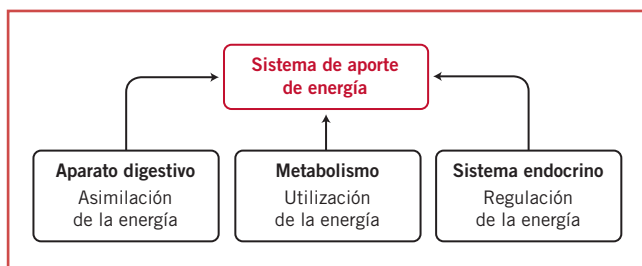 Sistema de aporte
de energía
Aparato digestivo
Asimilación
de la energía
Metabolismo
Utilización
de la energía
Sistema endocrino
Regulación
de la energía